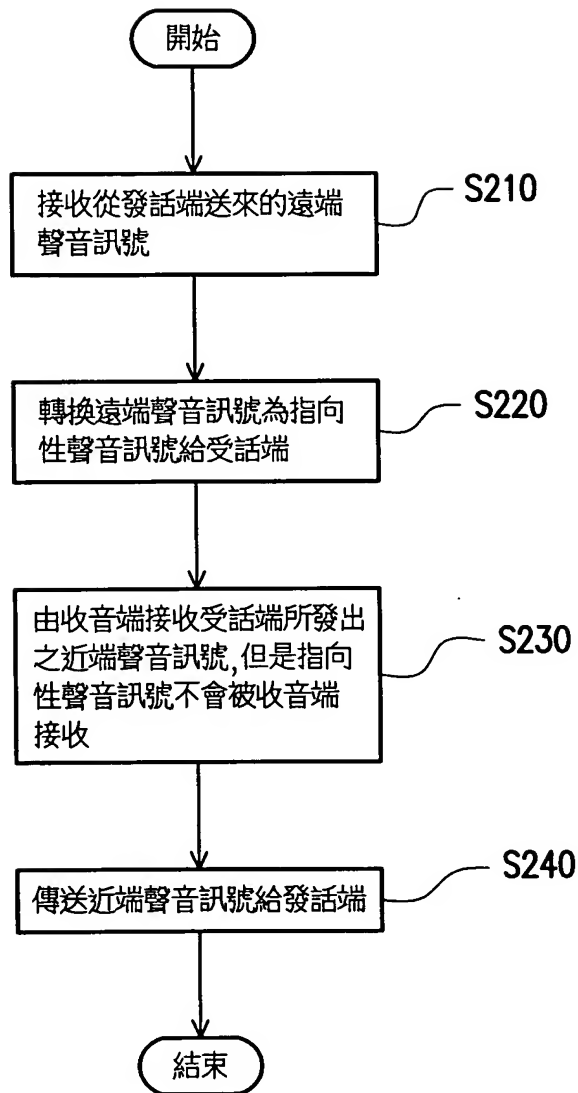 開始
接收從發話端送來的遠端
聲音訊號
S210
轉換遠端聲音訊號為指向
性聲音訊號給受話端
S220
由收音端接收受話端所發出
之近端聲音訊號,但是指向
性聲音訊號不會被收音端
接收
S230
傳送近端聲音訊號給發話端
S240
結束